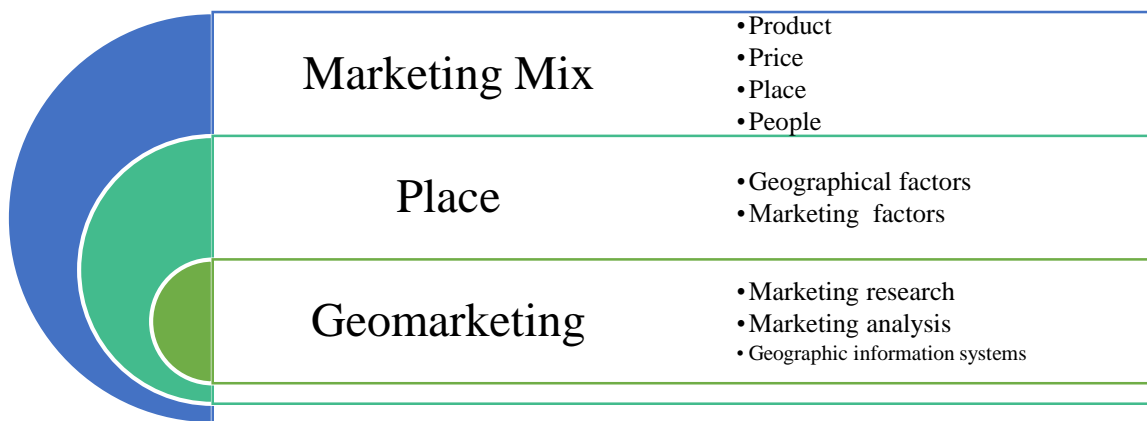 Marketing Mix
•Product
•Price
•Place
•People
Place
•Geographical factors
•Marketing  factors
Geomarketing
•Marketing research
•Marketing analysis
•Geographic information systems